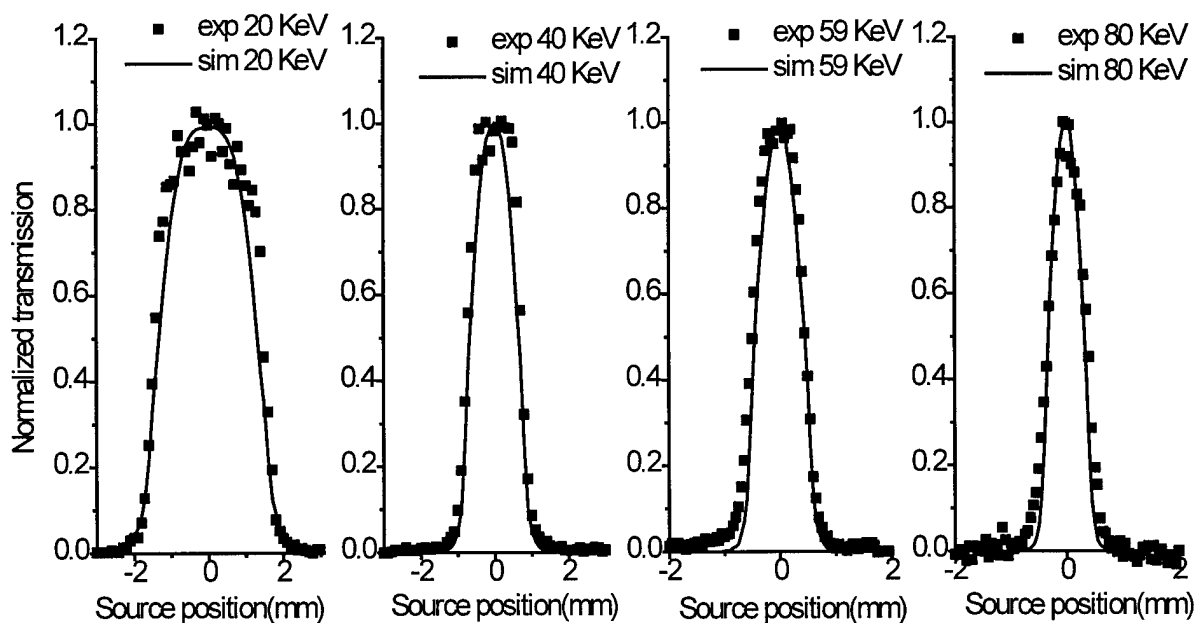 exp 20 KeV
sim 20 KeV
exp 40 KeV
sim 40 KeV
exp 59 KeV
sim 59 KeV
exp 80 KeV
sim 80 KeV
Normalized transmission
1.2
1.0
0.8
0.6
0.4
0.2
0.0
-2 0 2
Source position(mm)
1.2
1.0
0.8
0.6
0.4
0.2
0.0
-2 0 2
Source position(mm)
1.2
1.0
0.8
0.6
0.4
0.2
0.0
-2 0 2
Source position(mm)
1.2
1.0
0.8
0.6
0.4
0.2
0.0
-2 0 2
Source position(mm)